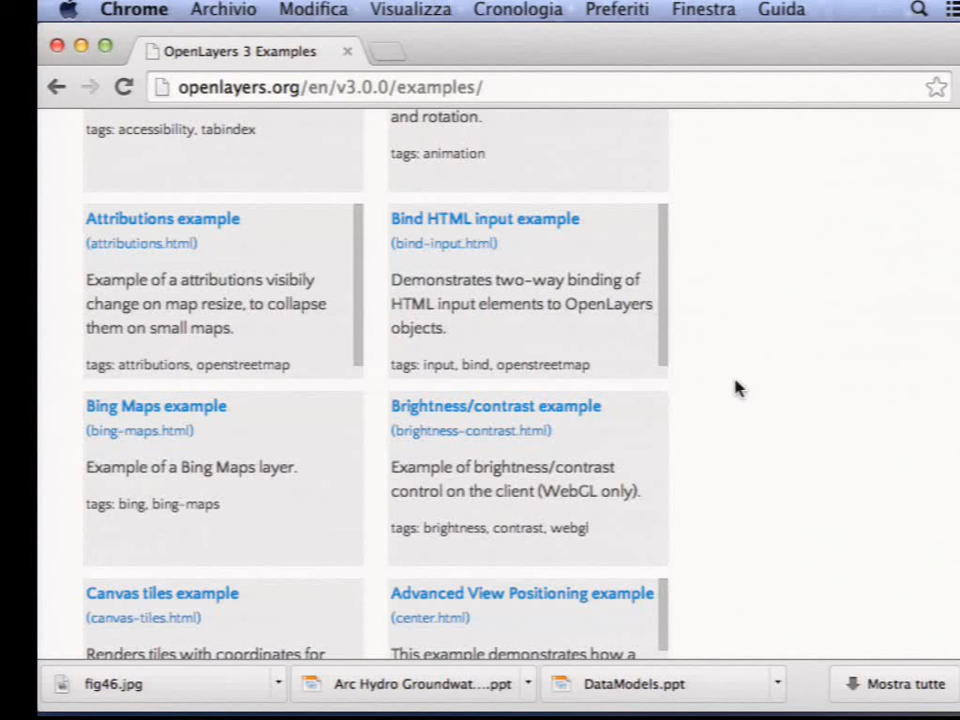 Chrome Archivio Modifica Visualizza Cronologia Preferiti Finestra Guida
OpenLayers 3 Examples
openlayers.org/en/v3.0.0/examples/
tags: accessibility, tabindex
and rotation.
tags: animation
Attributions example
(attributions.html)
Example of a attributions visibily
change on map resize, to collapse
them on small maps.
tags: attributions, openstreetmap
Bind HTML input example
(bind-input.html)
Demonstrates two-way binding of
HTML input elements to OpenLayers
objects.
tags: input, bind, openstreetmap
Bing Maps example
(bing-maps.html)
Example of a Bing Maps layer.
tags: bing, bing-maps
Brightness/contrast example
(brightness-contrast.html)
Example of brightness/contrast
control on the client (WebGL only).
tags: brightness, contrast, webgl
Canvas tiles example
(canvas-tiles.html)
Renders tiles with coordinates for
Advanced View Positioning example
(center.html)
This example demonstrates how a
fig46.jpg
Arc Hydro Groundwat....ppt
DataModels.ppt
Mostra tutte